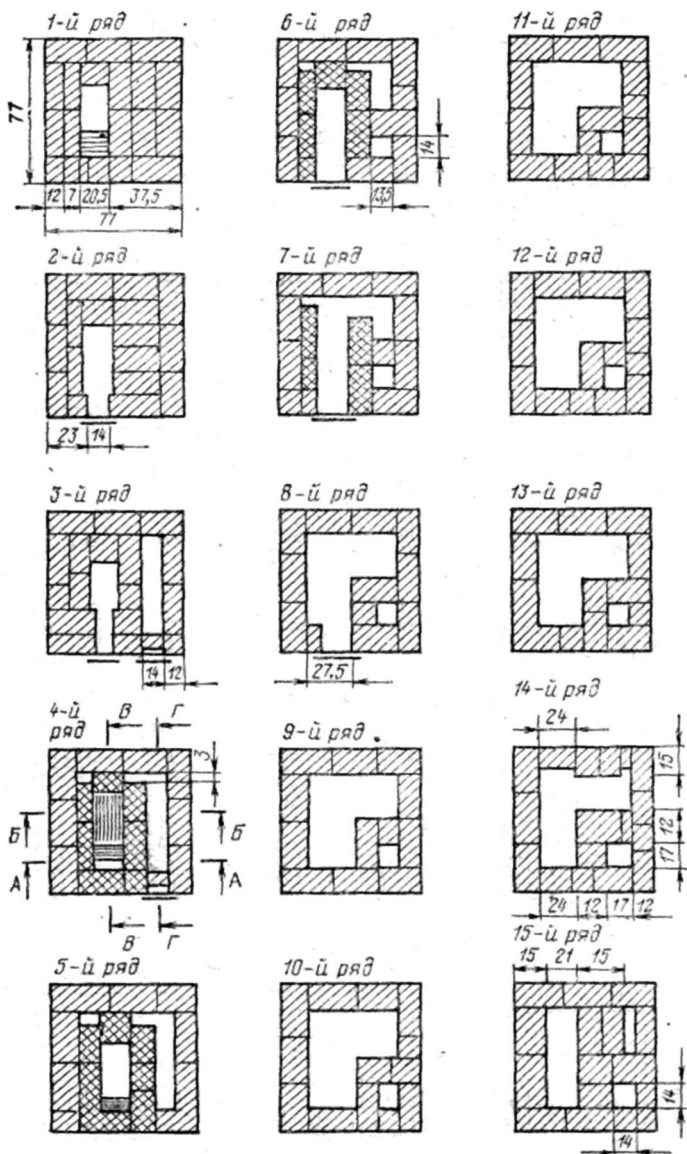 1-й ряд
77
12 7 20,5 37,5
77
2-й ряд
23 14
3-й ряд
14 12
4-й
ряд
В Г
3
Б Б
А А
В Г
5-й ряд
6-й ряд
14
13,5
7-й ряд
8-й ряд
27,5
9-й ряд
10-й ряд
11-й ряд
12-й ряд
13-й ряд
14-й ряд
24
15
12
17
24 12 17 12
15-й ряд
15 21 15
14
14